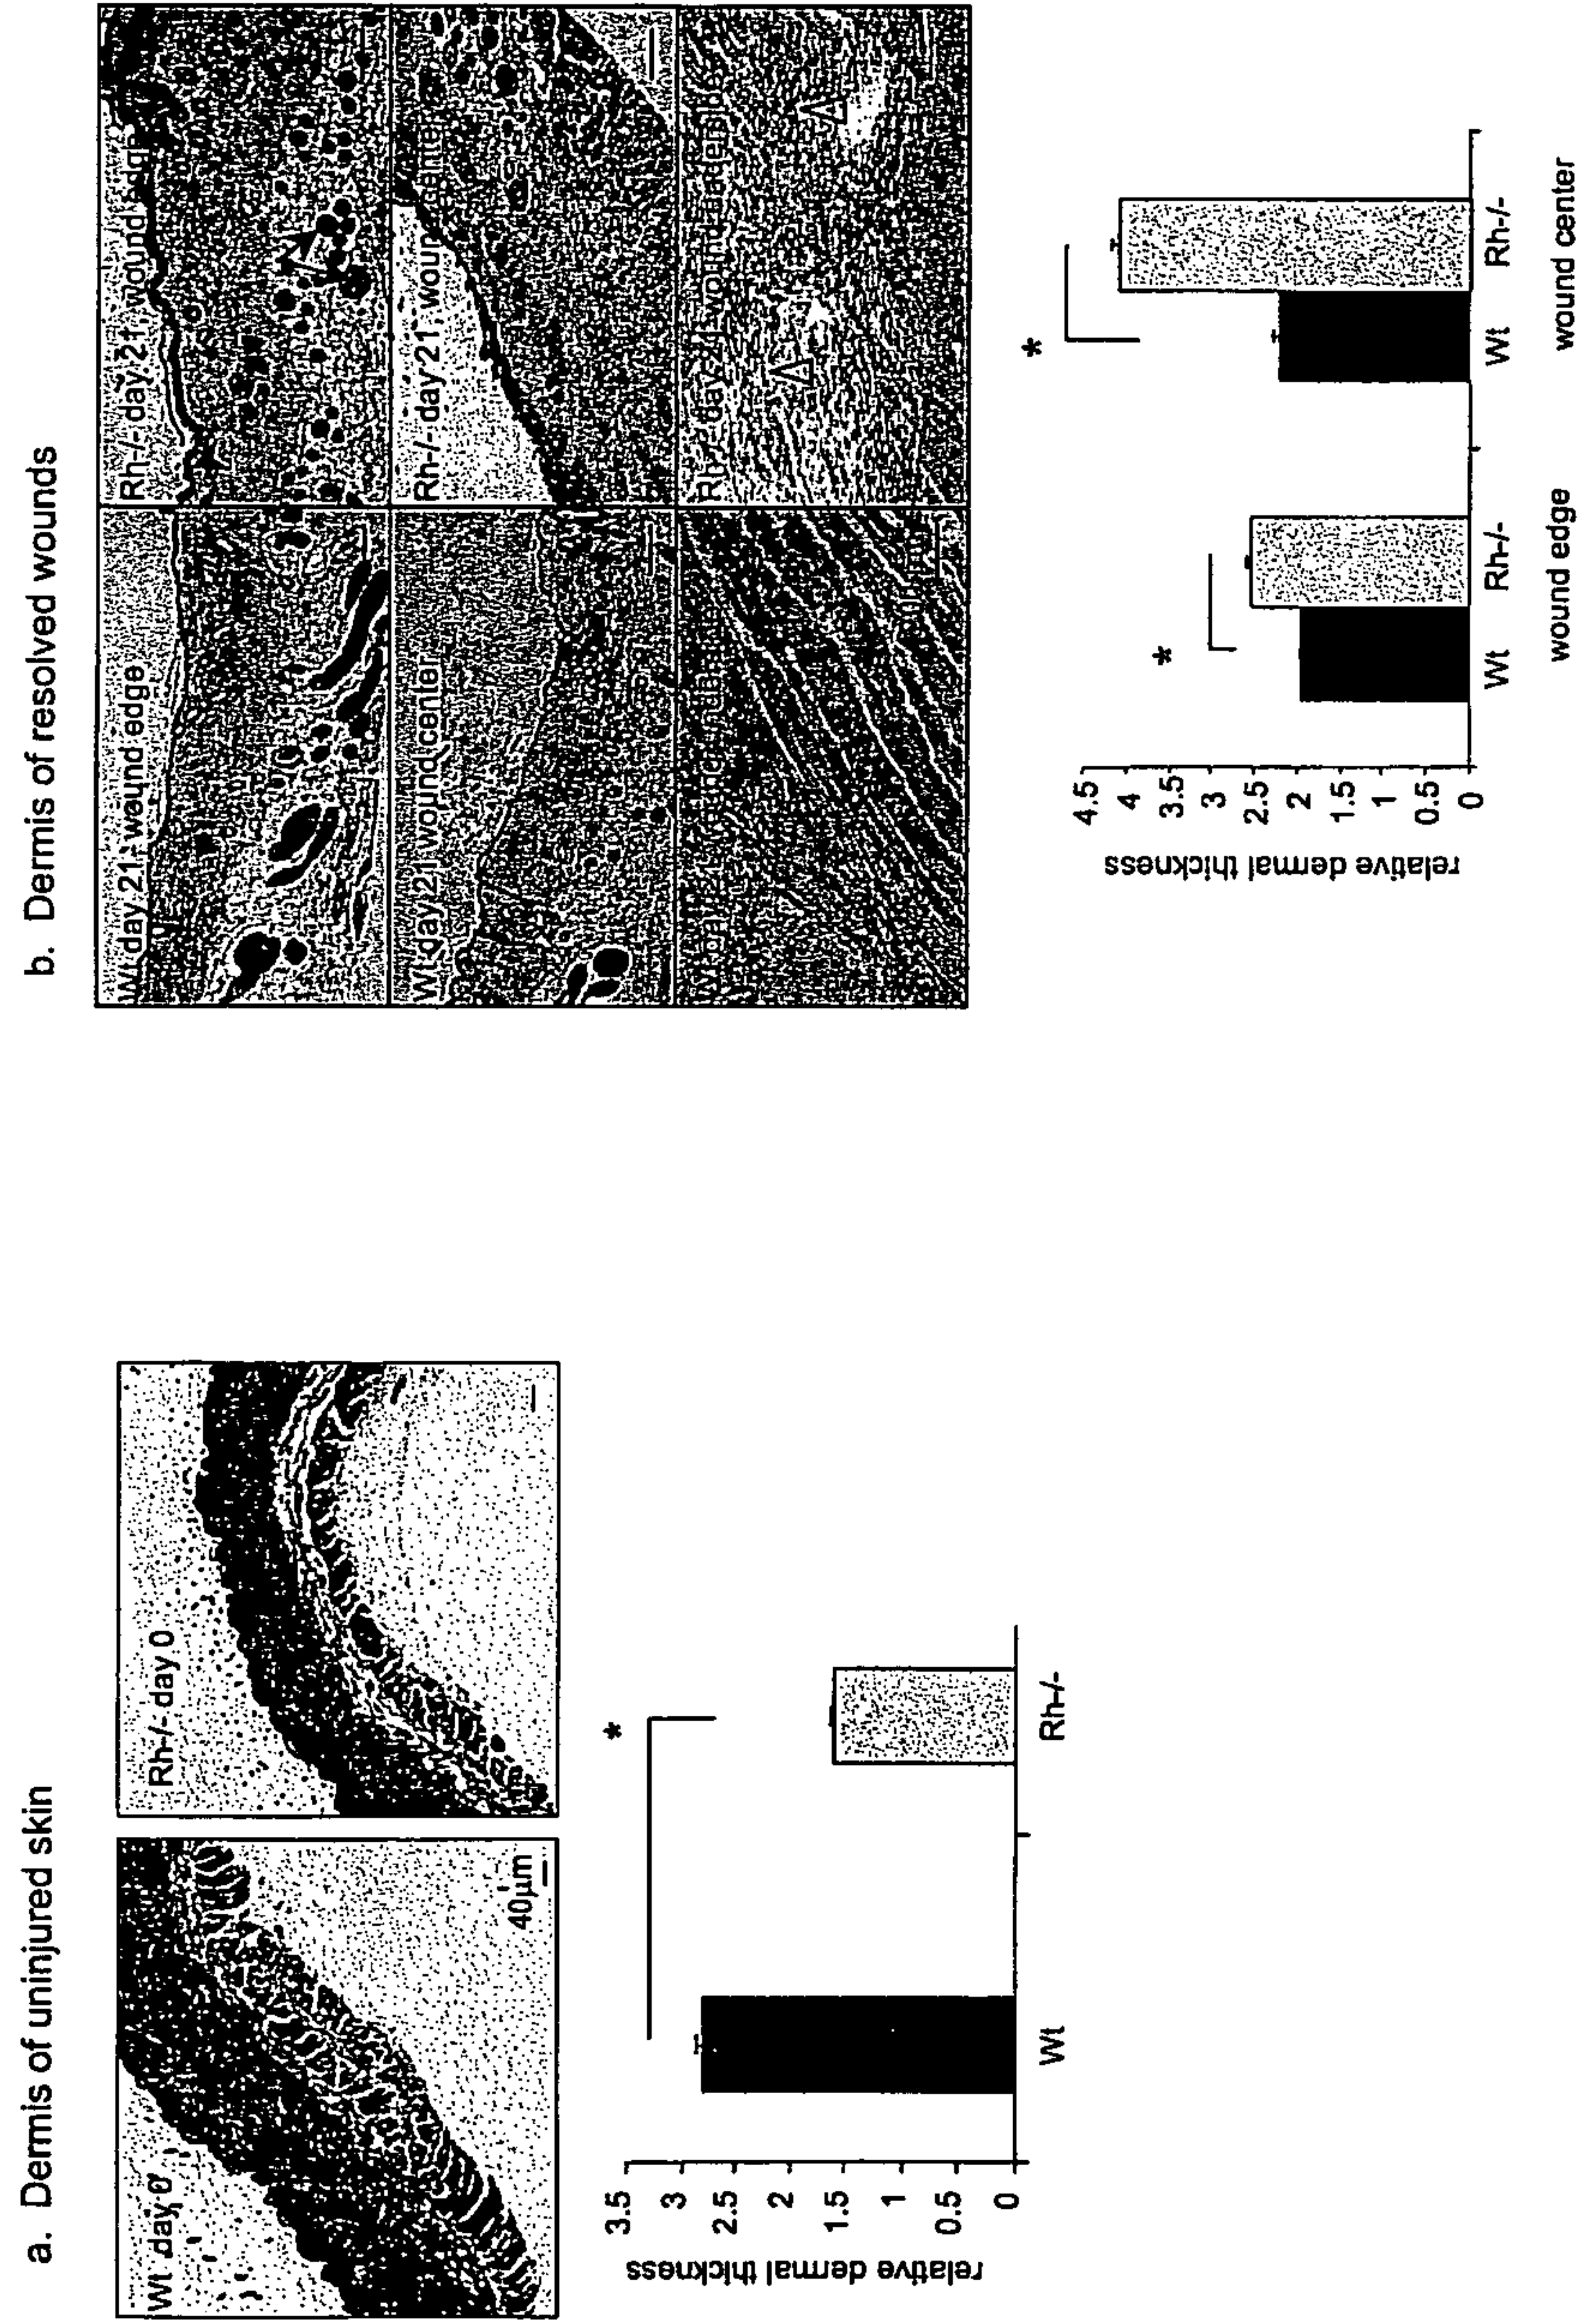 a. Dermis of uninjured skin
Wt day 0
40µm
Rh-/- day 0
relative dermal thickness
3.5
3
2.5
2
1.5
1
0.5
0
*
Wt
Rh-/-
b. Dermis of resolved wounds
Wt day 21, wound edge
Rh-/- day 21, wound edge
Wt day 21 wound center
Rh-/- day 21, wound center
Rh-/- day 21 wound
relative dermal thickness
4.5
4
3.5
3
2.5
2
1.5
1
0.5
0
*
*
Wt
Rh-/-
Wt
Rh-/-
wound edge
wound center